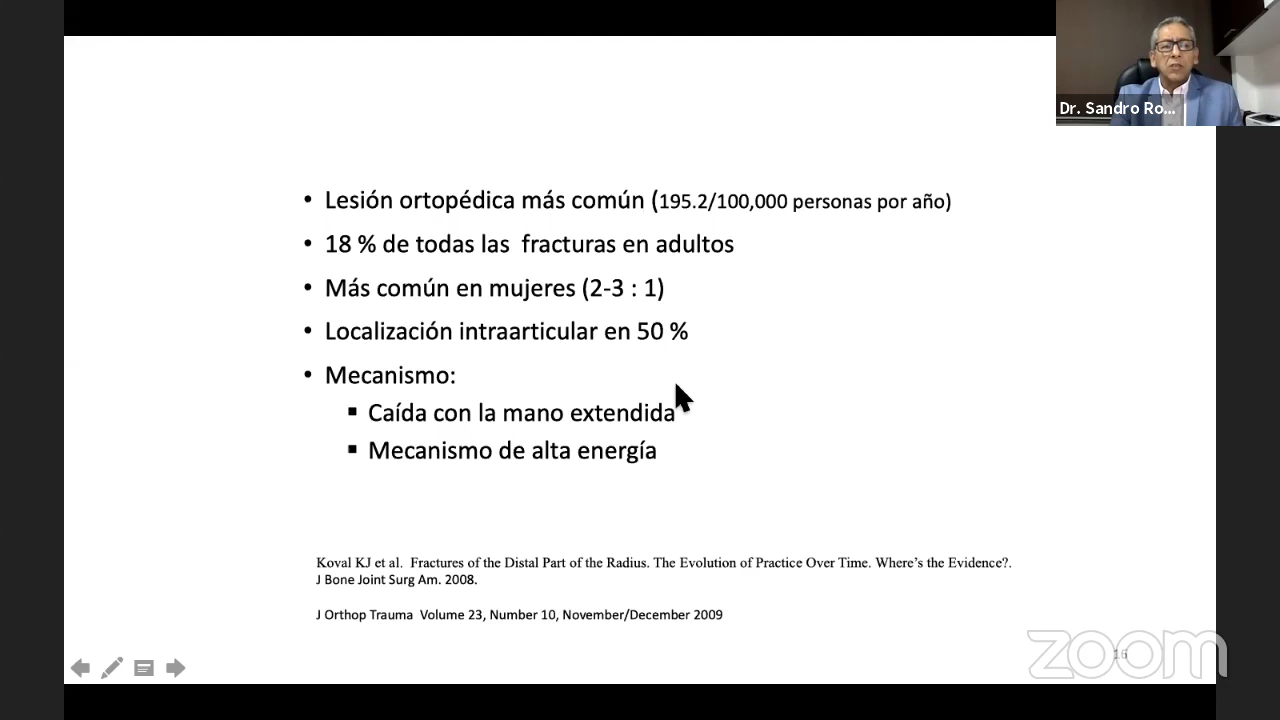 Dr. Sandro Ro...
• Lesión ortopédica más común (195.2/100,000 personas por año)
• 18 % de todas las  fracturas en adultos
• Más común en mujeres (2-3 : 1)
• Localización intraarticular en 50 %
• Mecanismo:
▪ Caída con la mano extendida
▪ Mecanismo de alta energía
Koval KJ et al.  Fractures of the Distal Part of the Radius. The Evolution of Practice Over Time. Where’s the Evidence?.
J Bone Joint Surg Am. 2008.
J Orthop Trauma  Volume 23, Number 10, November/December 2009
zoom
16